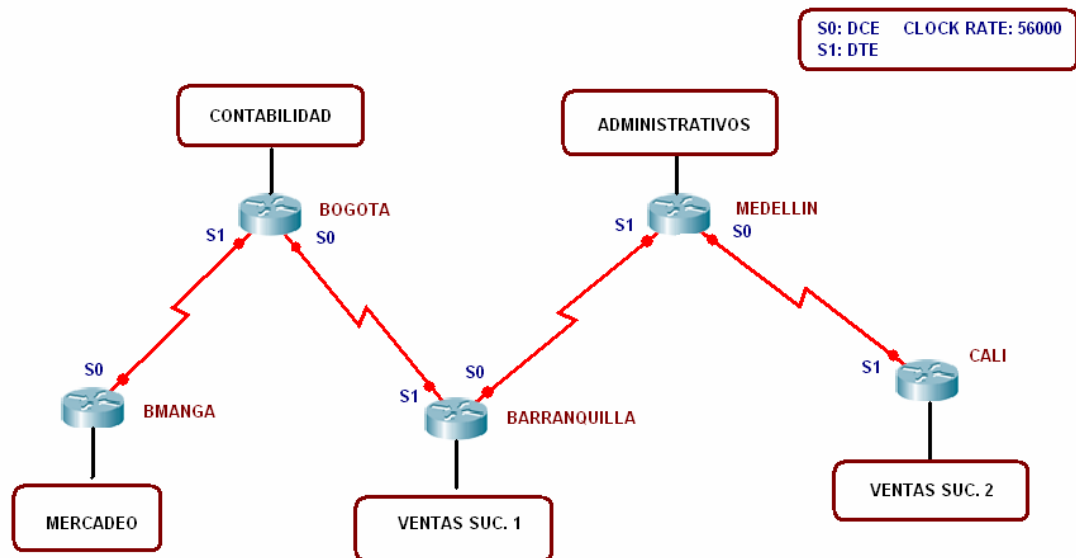 S0: DCE CLOCK RATE: 56000
S1: DTE
CONTABILIDAD
ADMINISTRATIVOS
BOGOTA
MEDELLIN
S1
S0
S1
S0
S0
BMANGA
S1
S0
BARRANQUILLA
S1
CALI
MERCADEO
VENTAS SUC. 1
VENTAS SUC. 2